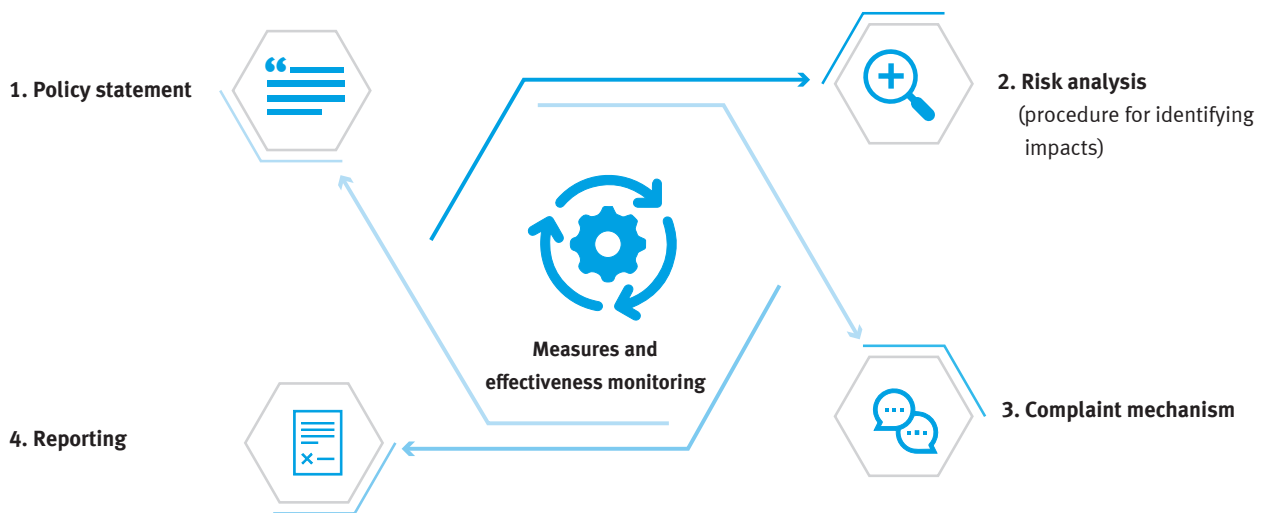 1. Policy statement
2. Risk analysis
(procedure for identifying
impacts)
Measures and
effectiveness monitoring
3. Complaint mechanism
4. Reporting